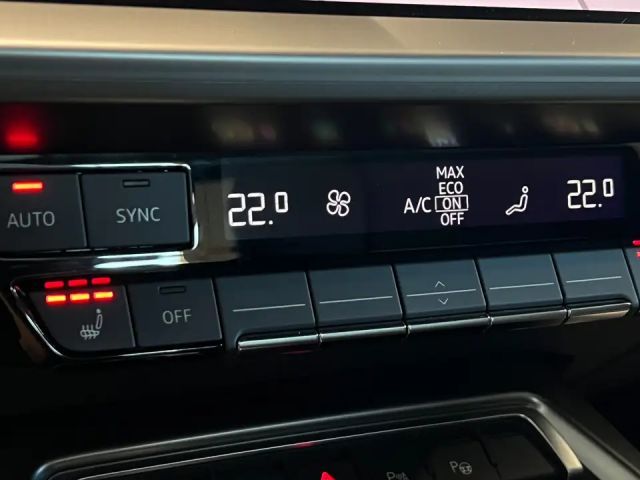 AUTO
SYNC
22.0
MAX
ECO
A/C ON
OFF
22.0
OFF
P
P